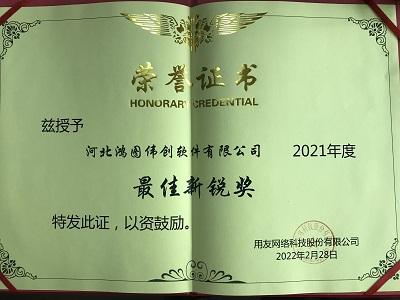 荣誉证书
HONORARY CREDENTIAL
兹授予
河北鸿图伟创软件有限公司 2021年度
最佳新锐奖
特发此证，以资鼓励。
用友网络科技股份有限公司
2022年2月28日